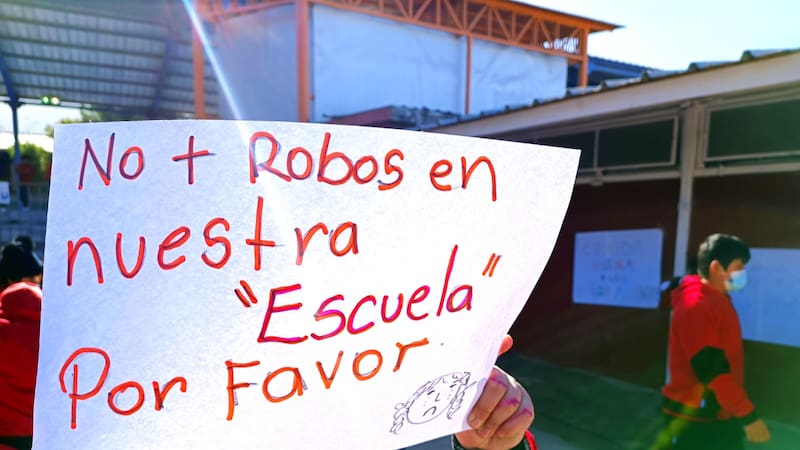 No + Robos en
nuestra
"Escuela"
Por Favor.